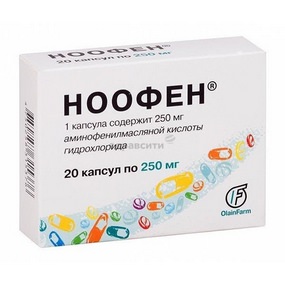 НООФЕН®
1 капсула содержит 250 мг
аминофенилмасляной кислоты
гидрохлорида
20 капсул по 250 мг
OlainFarm